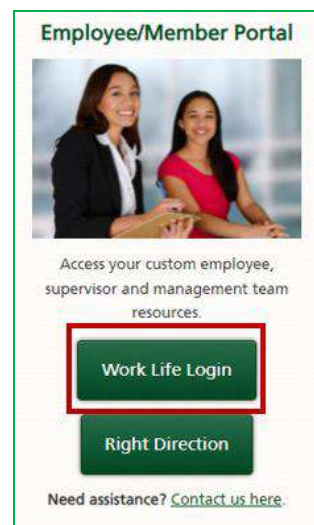 Employee/Member Portal
Access your custom employee,
supervisor and management team
resources.
Work Life Login
Right Direction
Need assistance? Contact us here.